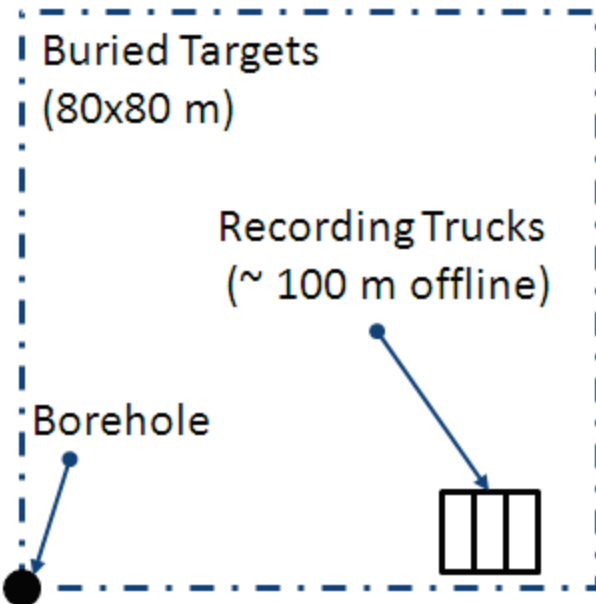 Buried Targets
(80x80 m)
Recording Trucks
(~ 100 m offline)
Borehole